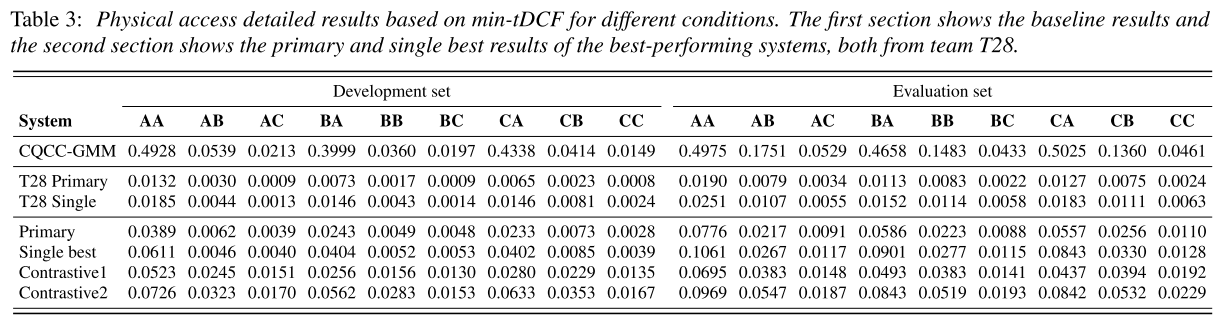 Table 3: Physical access detailed results based on min-tDCF for different conditions. The first section shows the baseline results and
the second section shows the primary and single best results of the best-performing systems, both from team T28.
Development set Evaluation set
System AA AB AC BA BB BC CA CB CC AA AB AC BA BB BC CA CB CC
CQCC-GMM 0.4928 0.0539 0.0213 0.3999 0.0360 0.0197 0.4338 0.0414 0.0149 0.4975 0.1751 0.0529 0.4658 0.1483 0.0433 0.5025 0.1360 0.0461
T28 Primary 0.0132 0.0030 0.0009 0.0073 0.0017 0.0009 0.0065 0.0023 0.0008 0.0190 0.0079 0.0034 0.0113 0.0083 0.0022 0.0127 0.0075 0.0024
T28 Single 0.0185 0.0044 0.0013 0.0146 0.0043 0.0014 0.0146 0.0081 0.0024 0.0251 0.0107 0.0055 0.0152 0.0114 0.0058 0.0183 0.0111 0.0063
Primary 0.0389 0.0062 0.0039 0.0243 0.0049 0.0048 0.0233 0.0073 0.0028 0.0776 0.0217 0.0091 0.0586 0.0223 0.0088 0.0557 0.0256 0.0110
Single best 0.0611 0.0046 0.0040 0.0404 0.0052 0.0053 0.0402 0.0085 0.0039 0.1061 0.0267 0.0117 0.0901 0.0277 0.0115 0.0843 0.0330 0.0128
Contrastive1 0.0523 0.0245 0.0151 0.0256 0.0156 0.0130 0.0280 0.0229 0.0135 0.0695 0.0383 0.0148 0.0493 0.0383 0.0141 0.0437 0.0394 0.0192
Contrastive2 0.0726 0.0323 0.0170 0.0562 0.0283 0.0153 0.0633 0.0353 0.0167 0.0969 0.0547 0.0187 0.0843 0.0519 0.0193 0.0842 0.0532 0.0229